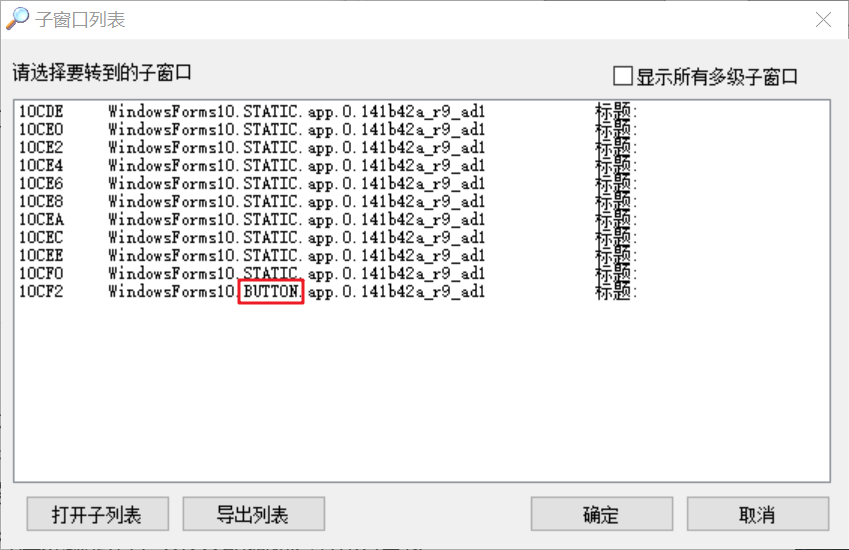 子窗口列表
请选择要转到的子窗口
显示所有多级子窗口
10CDE WindowsForms10.STATIC.app.0.141b42a_r9_ad1 标题:
10CE0 WindowsForms10.STATIC.app.0.141b42a_r9_ad1 标题:
10CE2 WindowsForms10.STATIC.app.0.141b42a_r9_ad1 标题:
10CE4 WindowsForms10.STATIC.app.0.141b42a_r9_ad1 标题:
10CE6 WindowsForms10.STATIC.app.0.141b42a_r9_ad1 标题:
10CE8 WindowsForms10.STATIC.app.0.141b42a_r9_ad1 标题:
10CEA WindowsForms10.STATIC.app.0.141b42a_r9_ad1 标题:
10CEC WindowsForms10.STATIC.app.0.141b42a_r9_ad1 标题:
10CEE WindowsForms10.STATIC.app.0.141b42a_r9_ad1 标题:
10CF0 WindowsForms10.STATIC.app.0.141b42a_r9_ad1 标题:
10CF2 WindowsForms10.BUTTON.app.0.141b42a_r9_ad1 标题:
打开子列表 导出列表 确定 取消